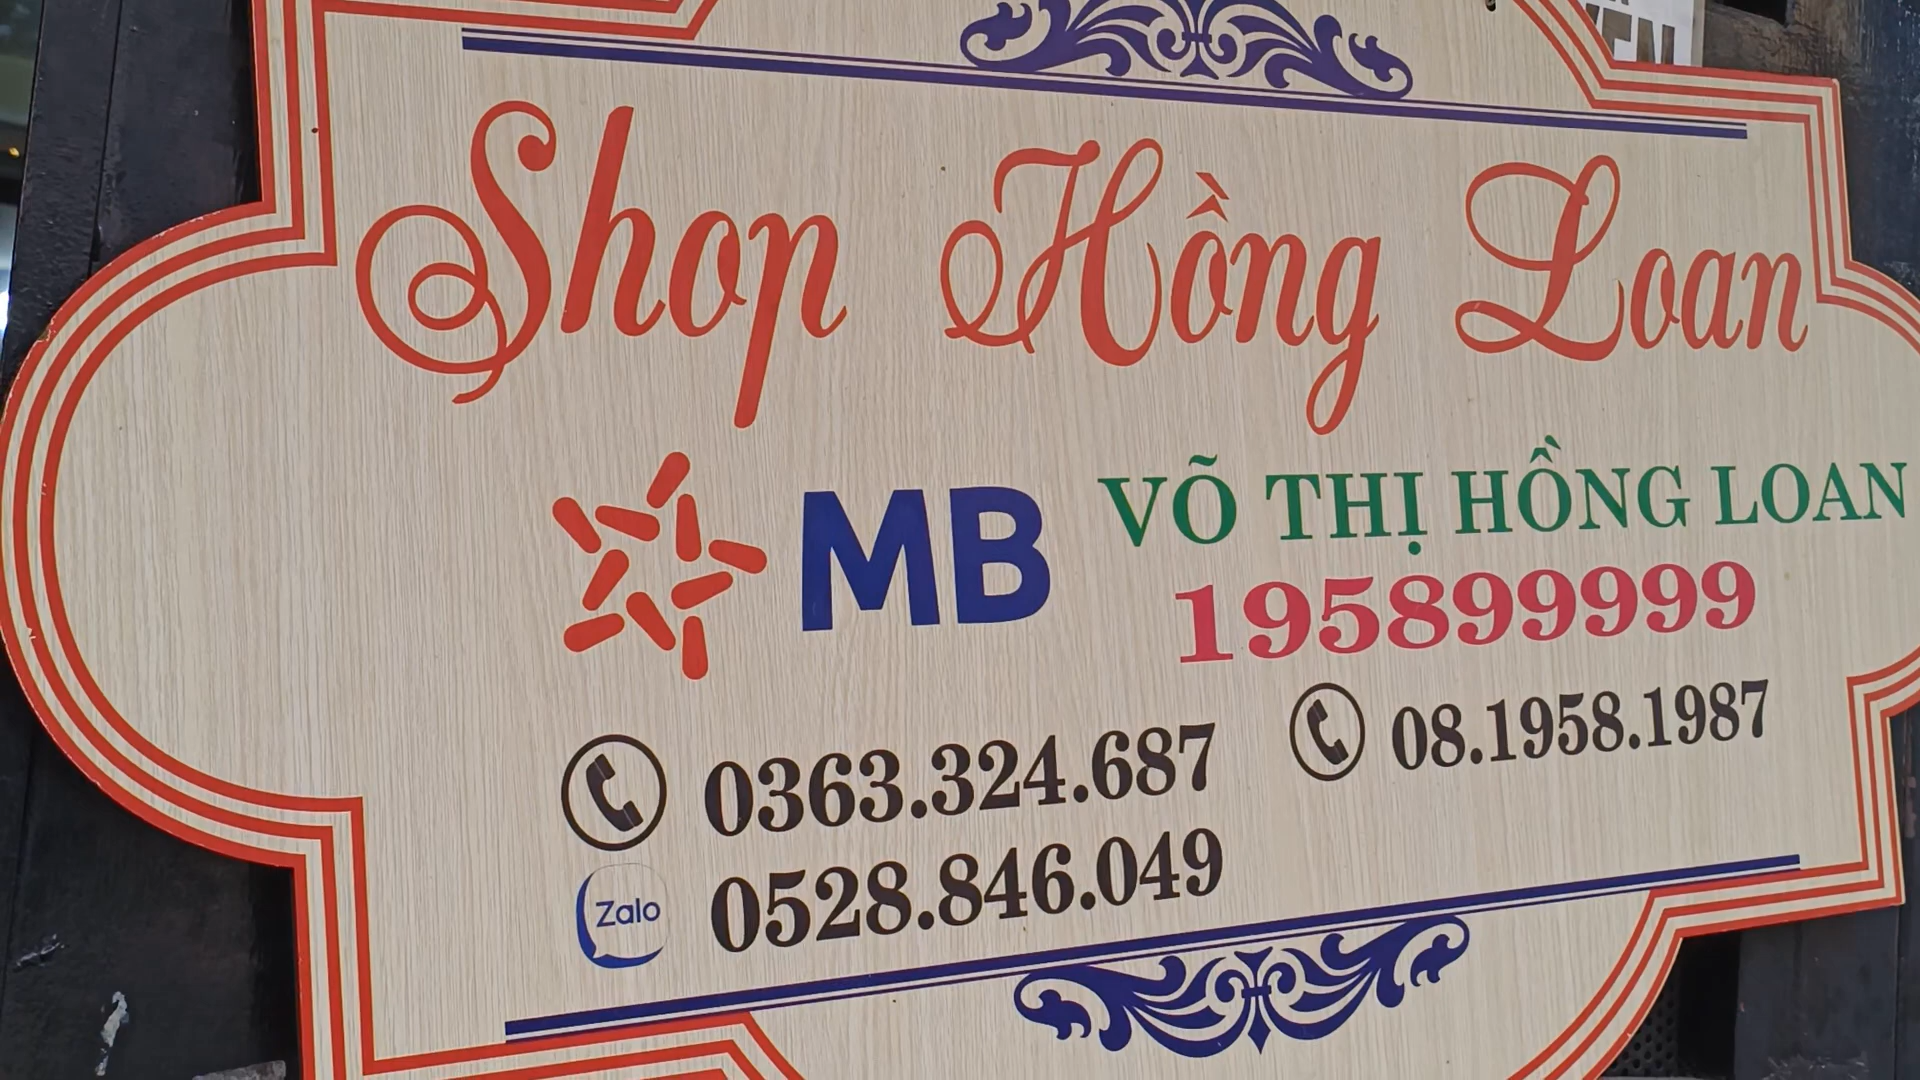 Shop Hồng Loan
MB
VÕ THỊ HỒNG LOAN
195899999
0363.324.687
08.1958.1987
Zalo
0528.846.049